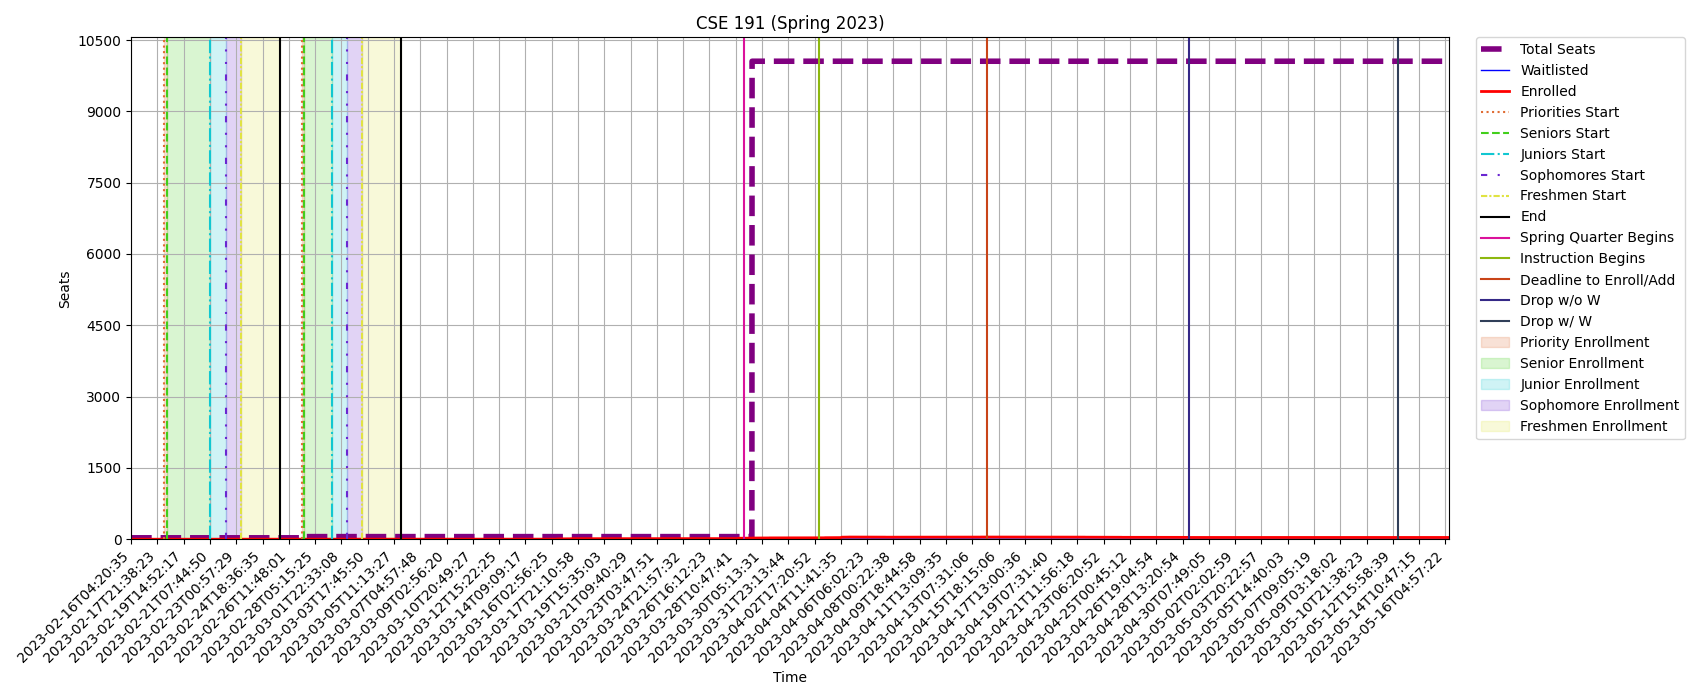 CSE 191 (Spring 2023)
10500
9000
7500
6000
4500
3000
1500
0
Seats
2023-02-16T04:20:35
2023-02-17T21:38:23
2023-02-19T14:52:17
2023-02-21T07:44:50
2023-02-23T00:57:29
2023-02-24T18:36:35
2023-02-26T11:48:01
2023-02-28T05:15:25
2023-03-01T22:33:08
2023-03-03T17:45:50
2023-03-05T11:13:27
2023-03-07T04:57:48
2023-03-09T02:56:20
2023-03-10T20:49:27
2023-03-12T15:22:25
2023-03-14T09:09:17
2023-03-16T02:56:25
2023-03-17T21:10:58
2023-03-19T15:35:03
2023-03-21T09:40:29
2023-03-23T03:47:51
2023-03-24T21:57:32
2023-03-26T16:12:23
2023-03-28T10:47:41
2023-03-30T05:13:31
2023-03-31T23:13:44
2023-04-02T17:20:52
2023-04-04T11:41:35
2023-04-06T06:02:23
2023-04-08T00:22:38
2023-04-09T18:44:58
2023-04-11T13:09:35
2023-04-13T07:31:06
2023-04-15T18:15:06
2023-04-17T13:00:36
2023-04-19T07:31:40
2023-04-21T11:56:18
2023-04-23T06:20:52
2023-04-25T00:45:12
2023-04-26T19:04:54
2023-04-28T13:20:54
2023-04-30T07:49:05
2023-05-02T02:02:59
2023-05-03T20:22:57
2023-05-05T14:40:03
2023-05-07T09:05:19
2023-05-09T03:18:02
2023-05-10T21:38:23
2023-05-12T15:58:39
2023-05-14T10:47:15
2023-05-16T04:57:22
Time
Total Seats
Waitlisted
Enrolled
Priorities Start
Seniors Start
Juniors Start
Sophomores Start
Freshmen Start
End
Spring Quarter Begins
Instruction Begins
Deadline to Enroll/Add
Drop w/o W
Drop w/ W
Priority Enrollment
Senior Enrollment
Junior Enrollment
Sophomore Enrollment
Freshmen Enrollment